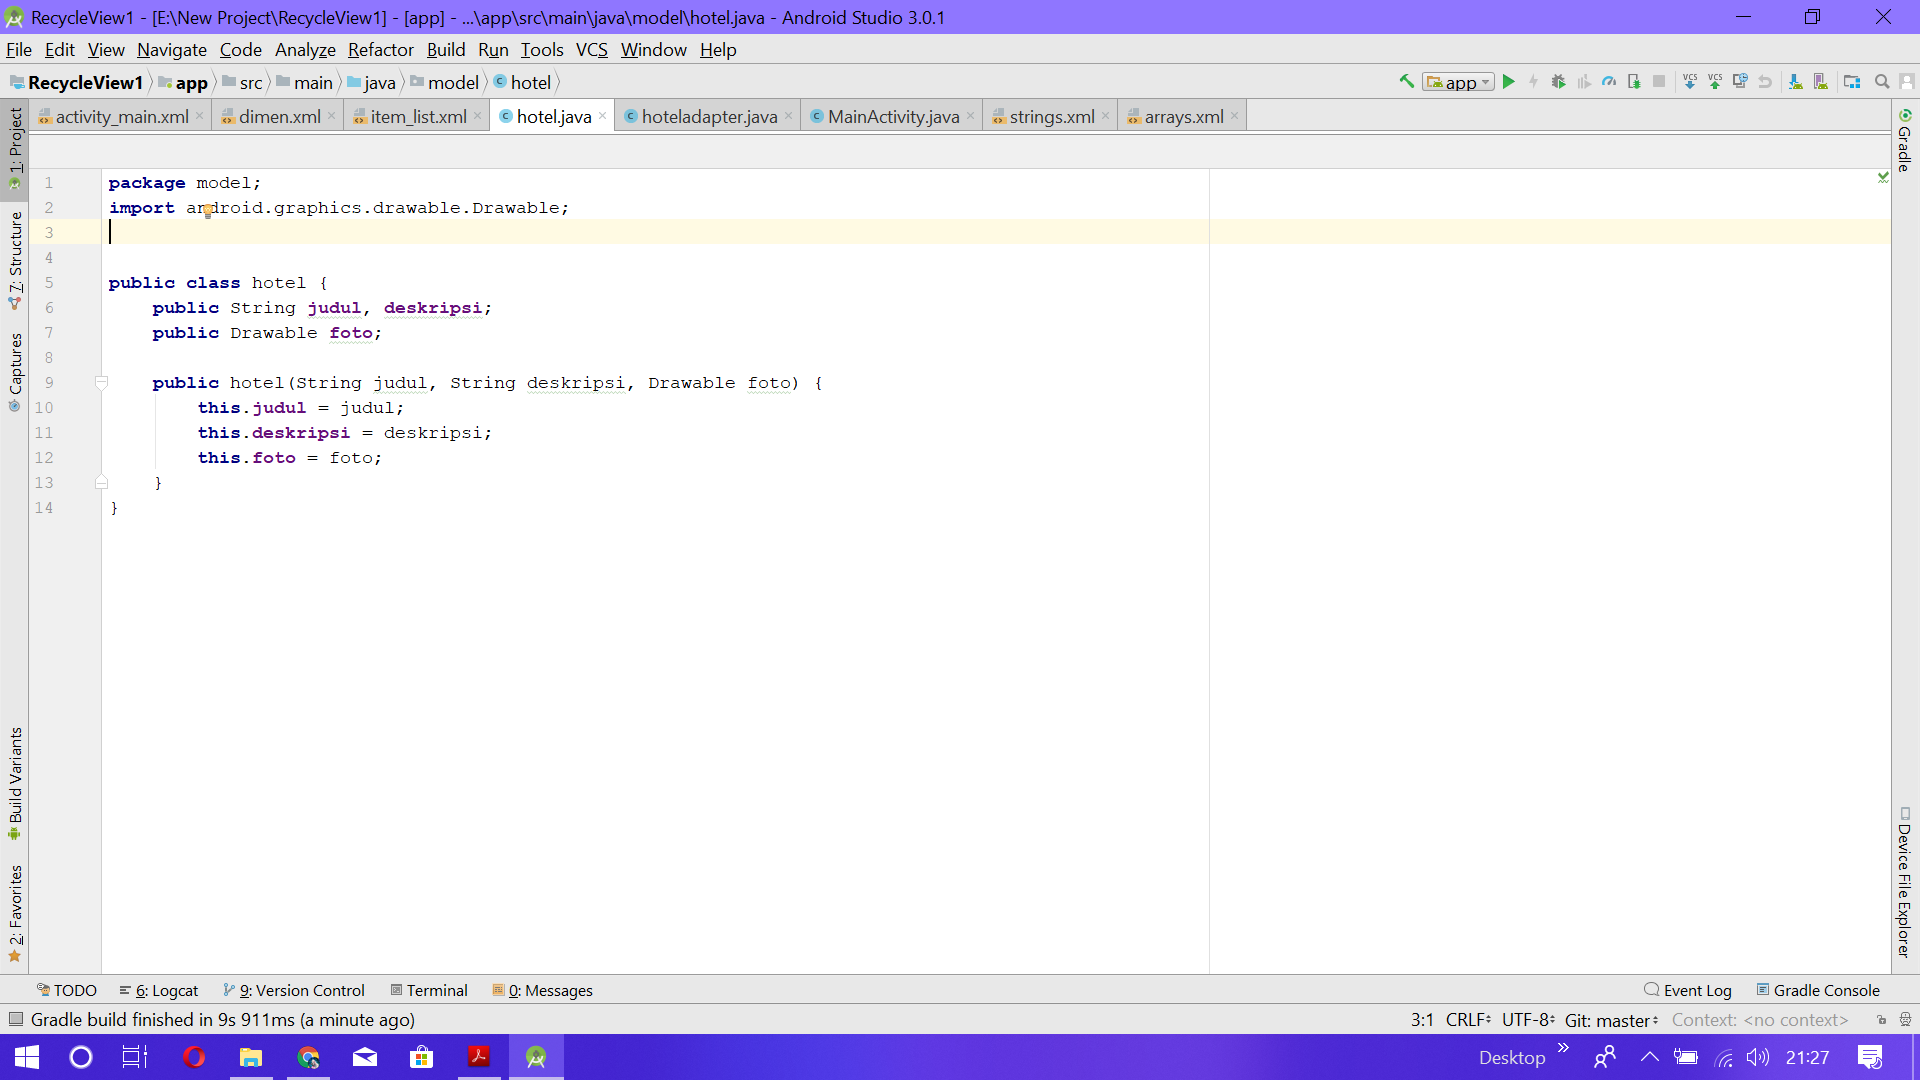 RecycleView1 - [E:\New Project\RecycleView1] - [app] - ...\app\src\main\java\model\hotel.java - Android Studio 3.0.1
File Edit View Navigate Code Analyze Refactor Build Run Tools VCS Window Help
RecycleView1 app src main java model hotel app VCS VCS
activity_main.xml dimen.xml item_list.xml hotel.java hoteladapter.java MainActivity.java strings.xml arrays.xml
1: Project
7: Structure
Captures
Build Variants
2: Favorites
1 package model;
2 import android.graphics.drawable.Drawable;
3
4
5 public class hotel {
6 public String judul, deskripsi;
7 public Drawable foto;
8
9 public hotel(String judul, String deskripsi, Drawable foto) {
10 this.judul = judul;
11 this.deskripsi = deskripsi;
12 this.foto = foto;
13 }
14 }
Gradle
Device File Explorer
TODO 6: Logcat 9: Version Control Terminal 0: Messages Event Log Gradle Console
Gradle build finished in 9s 911ms (a minute ago) 3:1 CRLF UTF-8 Git: master Context: <no context>
Desktop 21:27